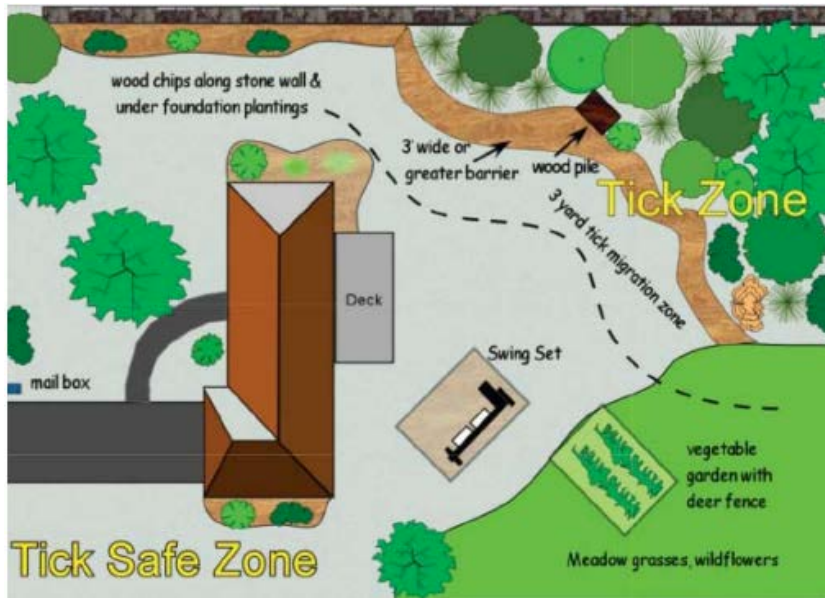 wood chips along stone wall &
under foundation plantings
3' wide or
greater barrier
wood pile
Tick Zone
3 yard tick migration zone
Deck
Swing Set
mail box
vegetable
garden with
deer fence
Tick Safe Zone
Meadow grasses, wildflowers